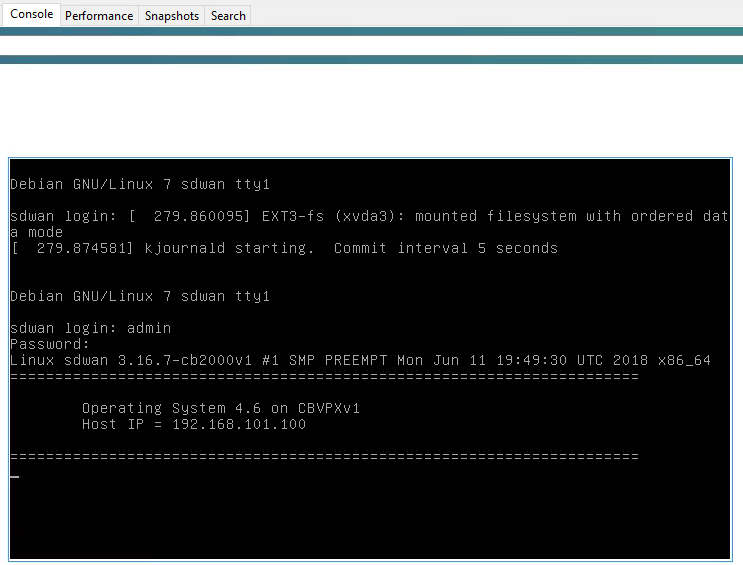 Console Performance Snapshots Search
Debian GNU/Linux 7 sdwan tty1
sdwan login: [  279.860095] EXT3-fs (xvda3): mounted filesystem with ordered dat
a mode
[  279.874581] kjournald starting.  Commit interval 5 seconds
Debian GNU/Linux 7 sdwan tty1
sdwan login: admin
Password:
Linux sdwan 3.16.7-cb2000v1 #1 SMP PREEMPT Mon Jun 11 19:49:30 UTC 2018 x86_64
======================================================================
Operating System 4.6 on CBVPXv1
Host IP = 192.168.101.100
======================================================================